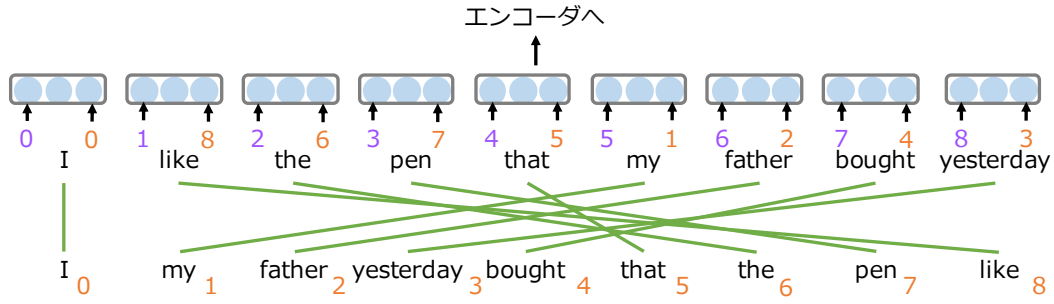 エンコーダへ
0 0 1 8 2 6 3 7 4 5 5 1 6 2 7 4 8 3
I like the pen that my father bought yesterday
I 0 my 1 father 2 yesterday 3 bought 4 that 5 the 6 pen 7 like 8